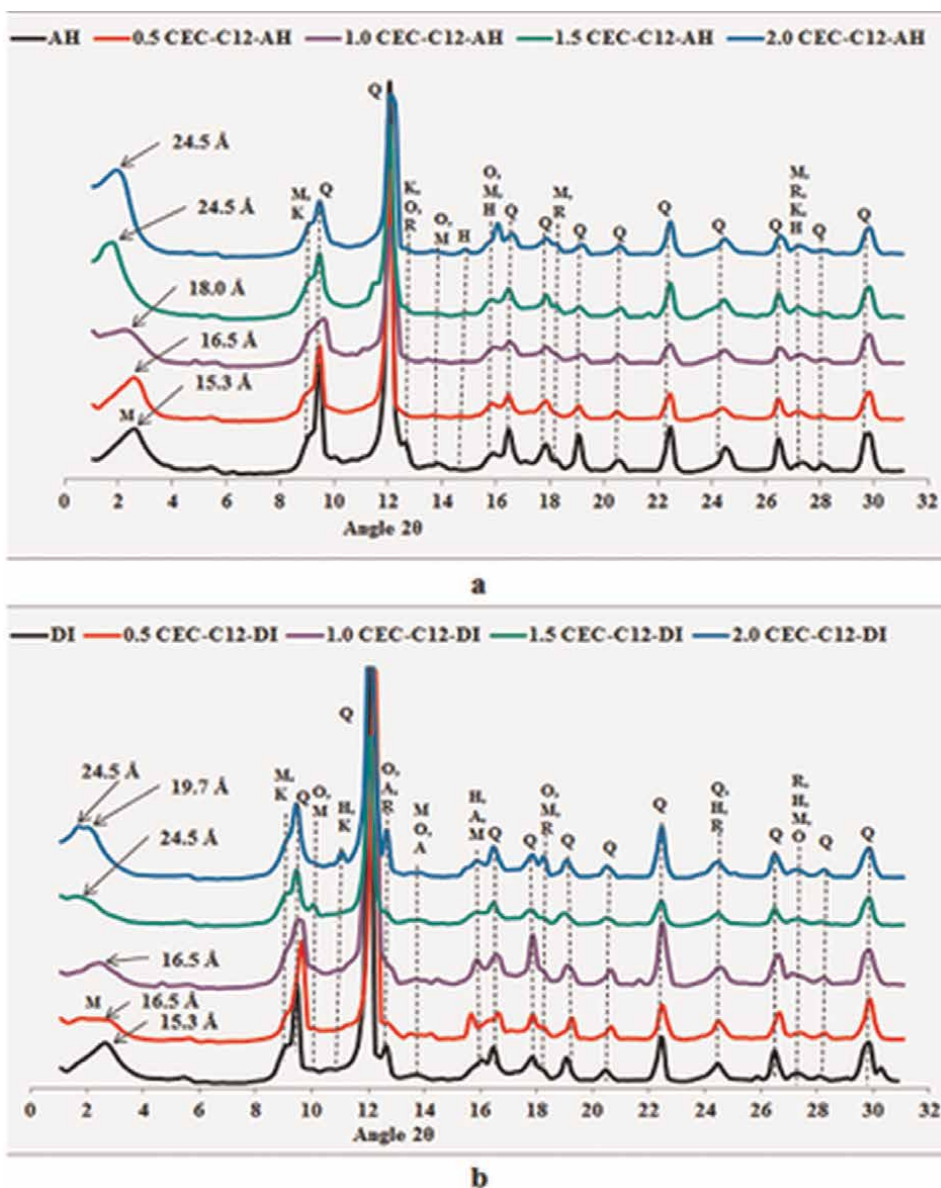 AH 0.5 CEC-C12-AH 1.0 CEC-C12-AH 1.5 CEC-C12-AH 2.0 CEC-C12-AH
24.5 Å
24.5 Å
18.0 Å
16.5 Å
15.3 Å
M
M,
K
Q
Q
K,
O,
R
O,
M
H
O,
M,
H
Q
Q
M,
R
Q
Q
Q
Q
Q
M,
R,
K,
H
Q
Q
0 2 4 6 8 10 12 14 16 18 20 22 24 26 28 30 32
Angle 2θ
a
DI 0.5 CEC-C12-DI 1.0 CEC-C12-DI 1.5 CEC-C12-DI 2.0 CEC-C12-DI
24.5 Å
19.7 Å
24.5 Å
16.5 Å
M
16.5 Å
15.3 Å
M,
K
Q
O,
M
H,
K
Q
O,
A,
R
M
O,
A
H,
A,
M
Q
Q
O,
M,
R
Q
Q
Q
Q,
H,
R
Q
R,
H,
M,
O
Q
Q
0 2 4 6 8 10 12 14 16 18 20 22 24 26 28 30
Angle 2θ
b